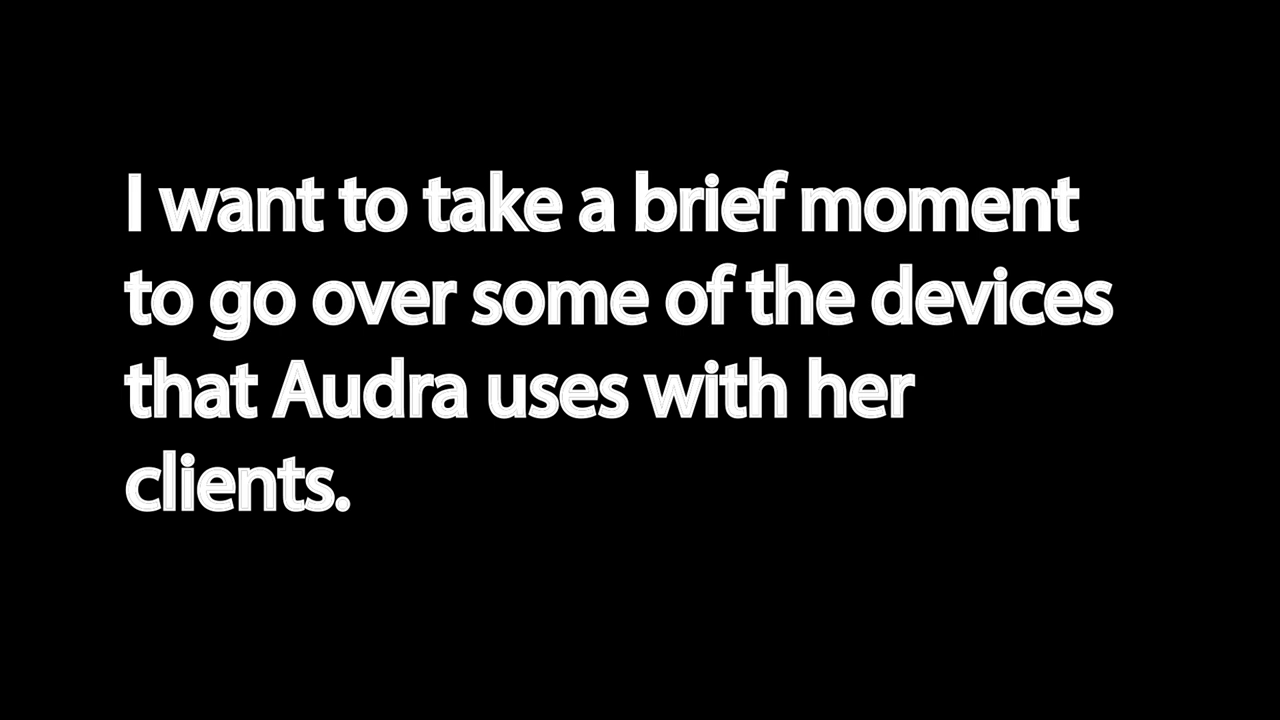 I want to take a brief moment
to go over some of the devices
that Audra uses with her
clients.